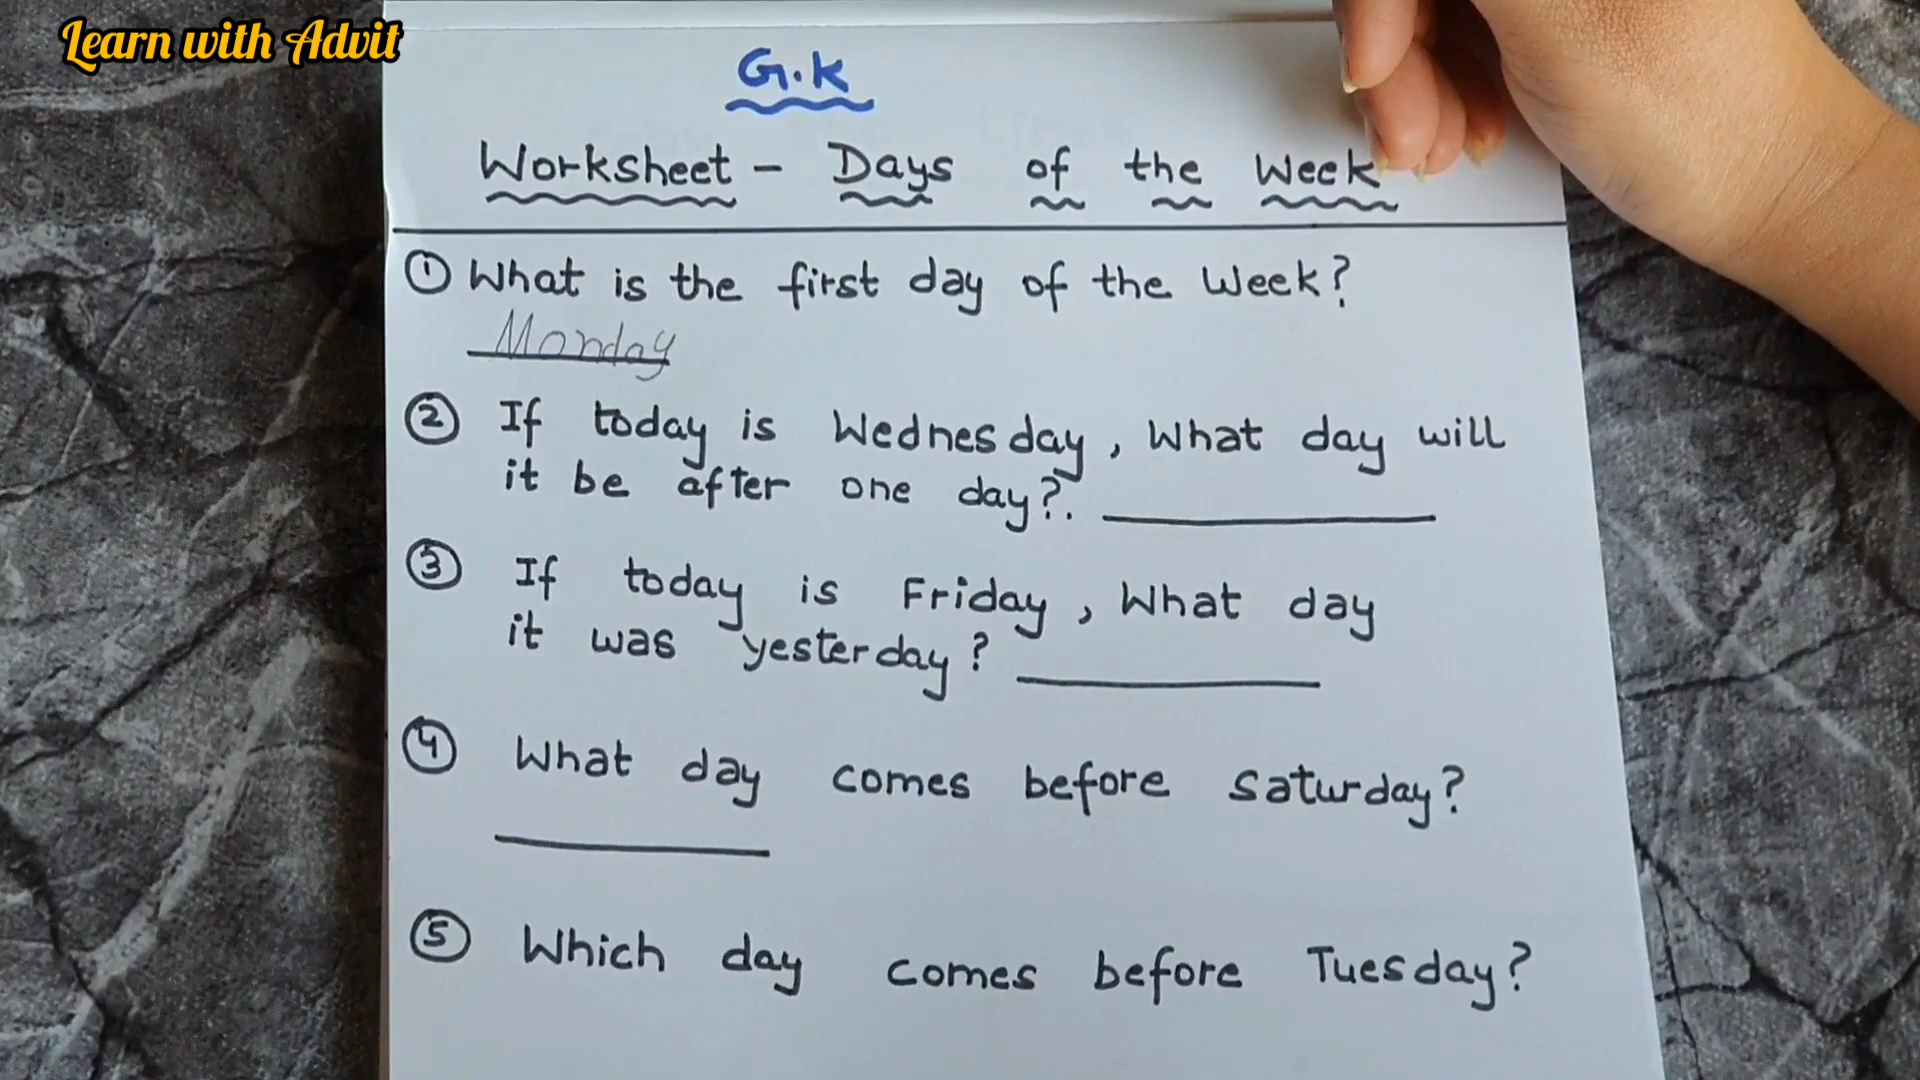 Learn with Advit
G.K
Worksheet - Days of the Week
① What is the first day of the Week?
Monday
② If today is Wednesday, What day will
it be after one day?.
③ If today is Friday, What day
it was yesterday?
④ What day comes before saturday?
⑤ Which day comes before Tuesday?